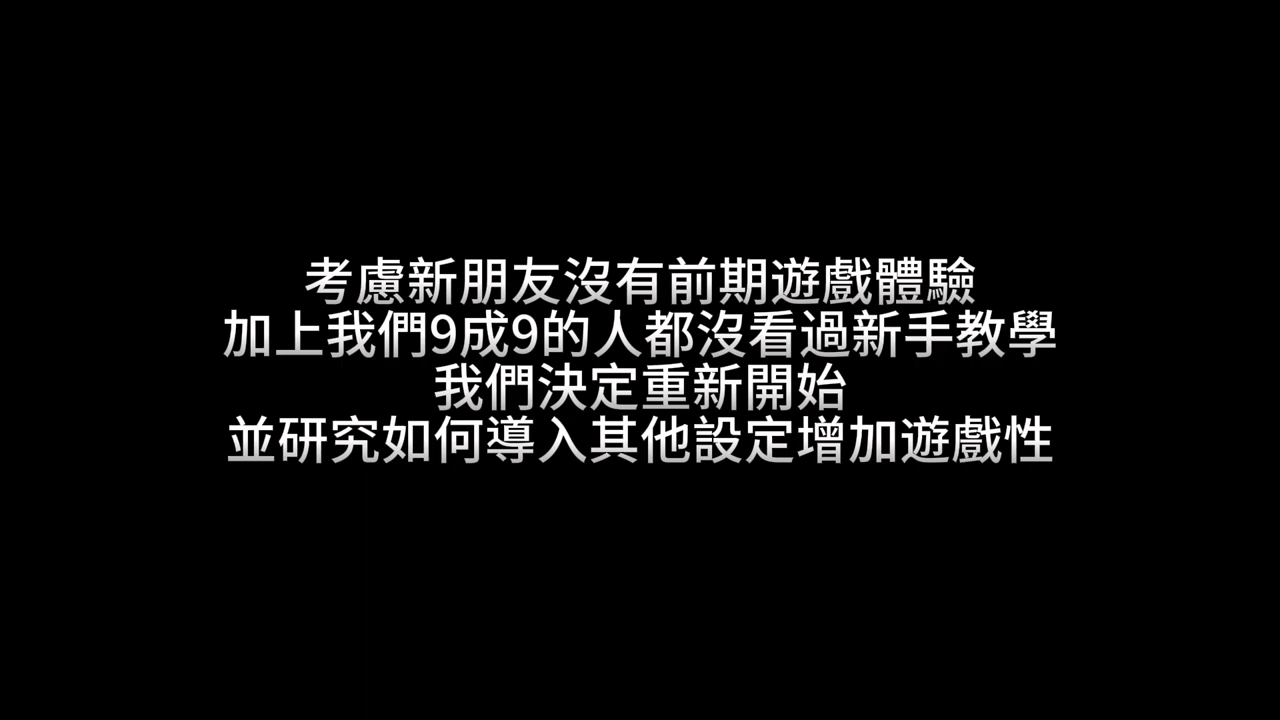 考慮新朋友沒有前期遊戲體驗
加上我們9成9的人都沒看過新手教學
我們決定重新開始
並研究如何導入其他設定增加遊戲性